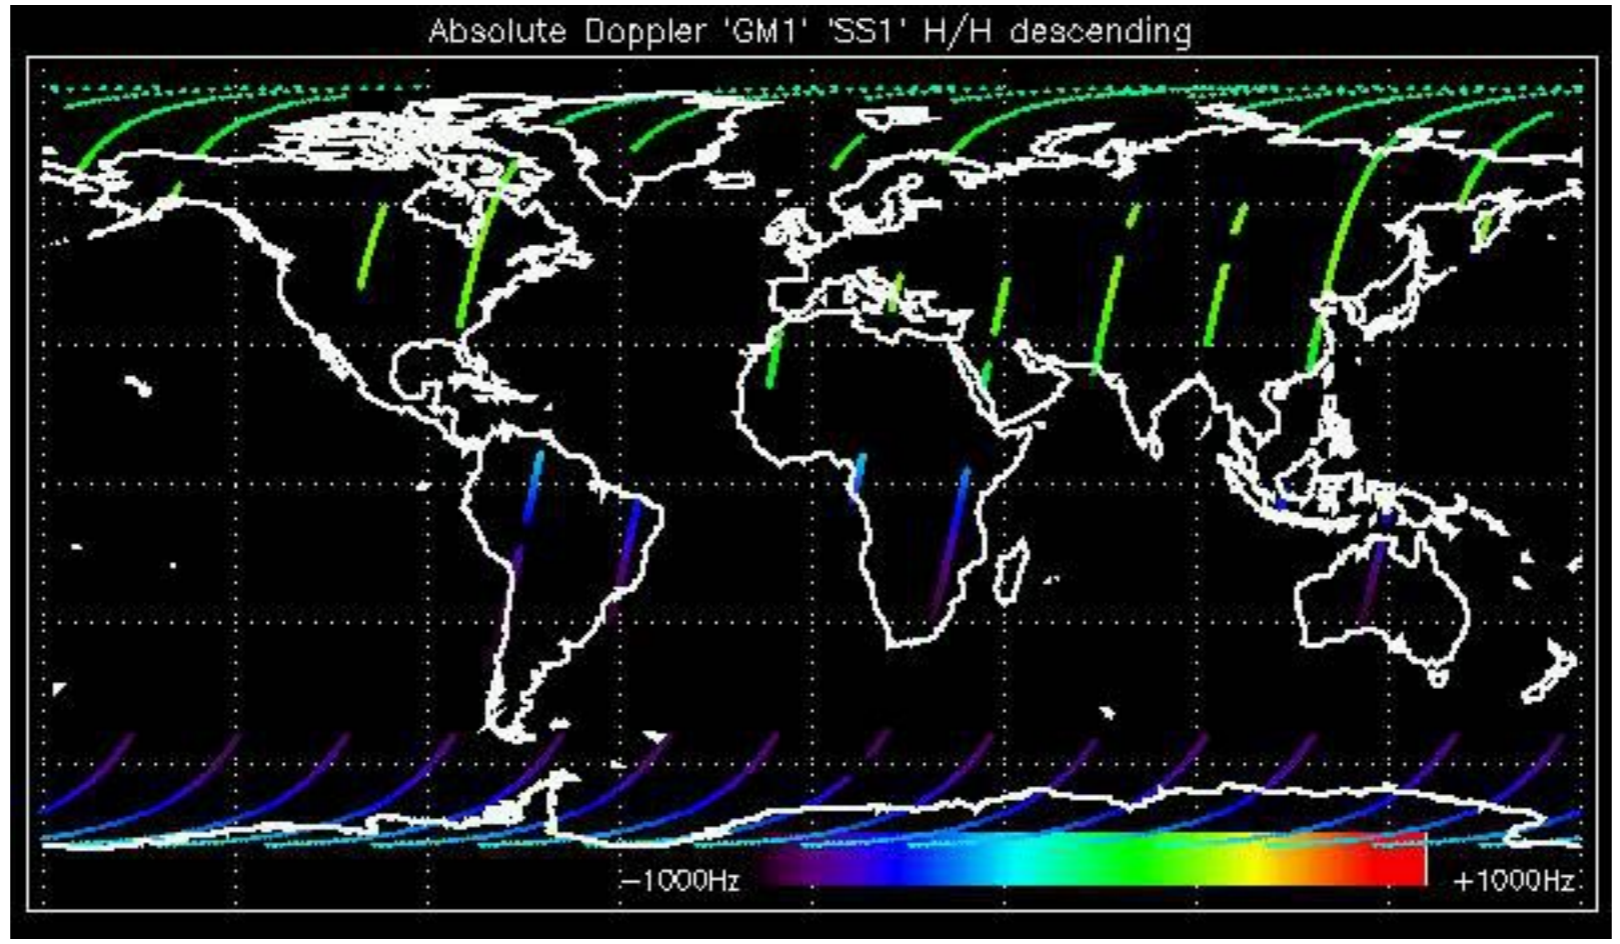 Absolute Doppler 'GM1' 'SS1' H/H descending
−1000Hz +1000Hz